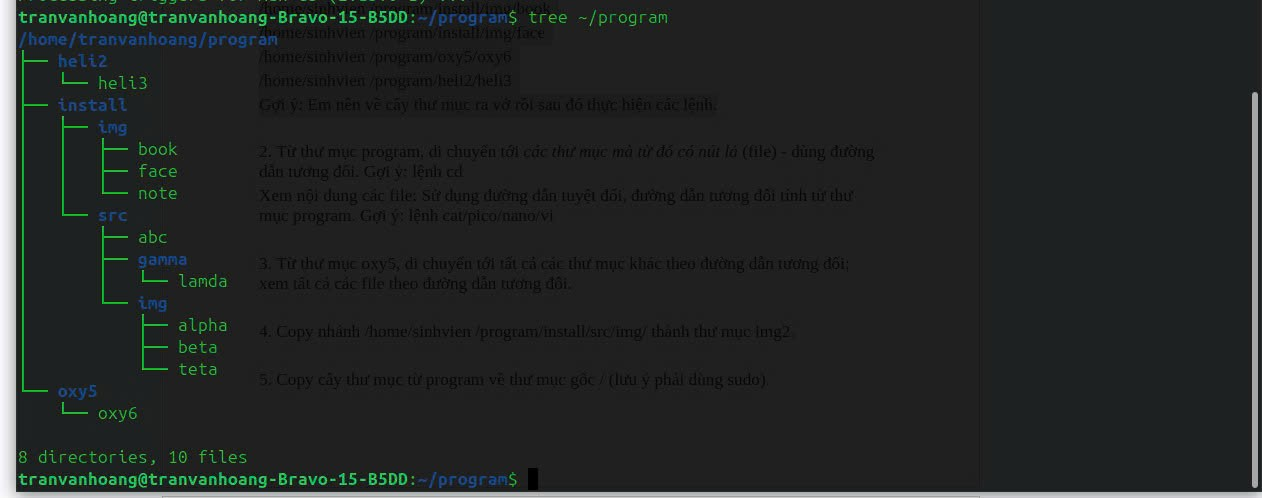 tranvanhoang@tranvanhoang-Bravo-15-B5DD:~/program$ tree ~/program
/home/tranvanhoang/program
├── heli2
│   └── heli3
├── install
│   ├── img
│   │   ├── book
│   │   ├── face
│   │   └── note
│   └── src
│       ├── abc
│       ├── gamma
│       │   └── lamda
│       └── img
│           ├── alpha
│           ├── beta
│           └── teta
└── oxy5
    └── oxy6
8 directories, 10 files
tranvanhoang@tranvanhoang-Bravo-15-B5DD:~/program$
/home/sinhvien /program/install/img/book
/home/sinhvien /program/install/img/face
/home/sinhvien /program/oxy5/oxy6
/home/sinhvien /program/heli2/heli3
Gợi ý: Em nên vẽ cây thư mục ra vở rồi sau đó thực hiện các lệnh.
2. Từ thư mục program, di chuyển tới các thư mục mà từ đó có nút lá (file) - dùng đường
dẫn tương đối. Gợi ý: lệnh cd
Xem nội dung các file: Sử dụng đường dẫn tuyệt đối, đường dẫn tương đối tính từ thư
mục program. Gợi ý: lệnh cat/pico/nano/vi
3. Từ thư mục oxy5, di chuyển tới tất cả các thư mục khác theo đường dẫn tương đối;
xem tất cả các file theo đường dẫn tương đối.
4. Copy nhánh /home/sinhvien /program/install/src/img/ thành thư mục img2.
5. Copy cây thư mục từ program về thư mục gốc / (lưu ý phải dùng sudo)